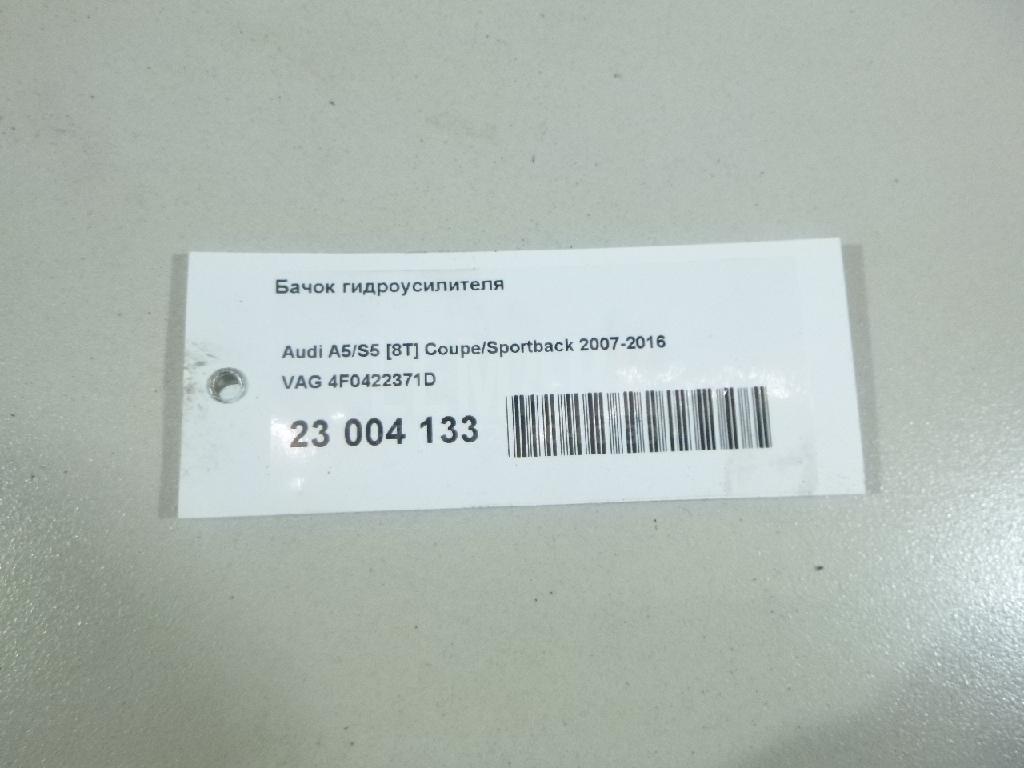 Бачок гидроусилителя
Audi A5/S5 [8T] Coupe/Sportback 2007-2016
VAG 4F0422371D
23 004 133